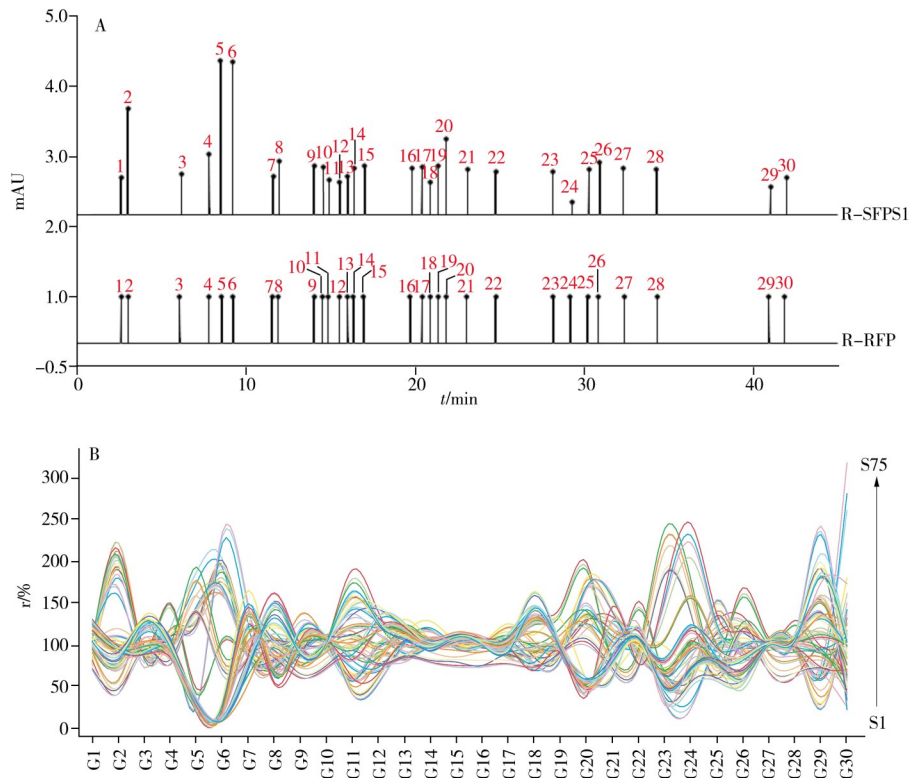 A
5.0
4.0
3.0
2.0
1.0
−0.5
mAU
1 2 3 4 5 6 7 8 9 10 11 12 13 14 15 16 17 18 19 20 21 22 23 24 25 26 27 28 29 30
R−SFPS1
1 2 3 4 5 6 7 8 9 10 11 12 13 14 15 16 17 18 19 20 21 22 23 24 25 26 27 28 29 30
R−RFP
0 10 20 30 40
t/min
B
300
250
200
150
100
50
0
r/%
S75
S1
G1 G2 G3 G4 G5 G6 G7 G8 G9 G10 G11 G12 G13 G14 G15 G16 G17 G18 G19 G20 G21 G22 G23 G24 G25 G26 G27 G28 G29 G30